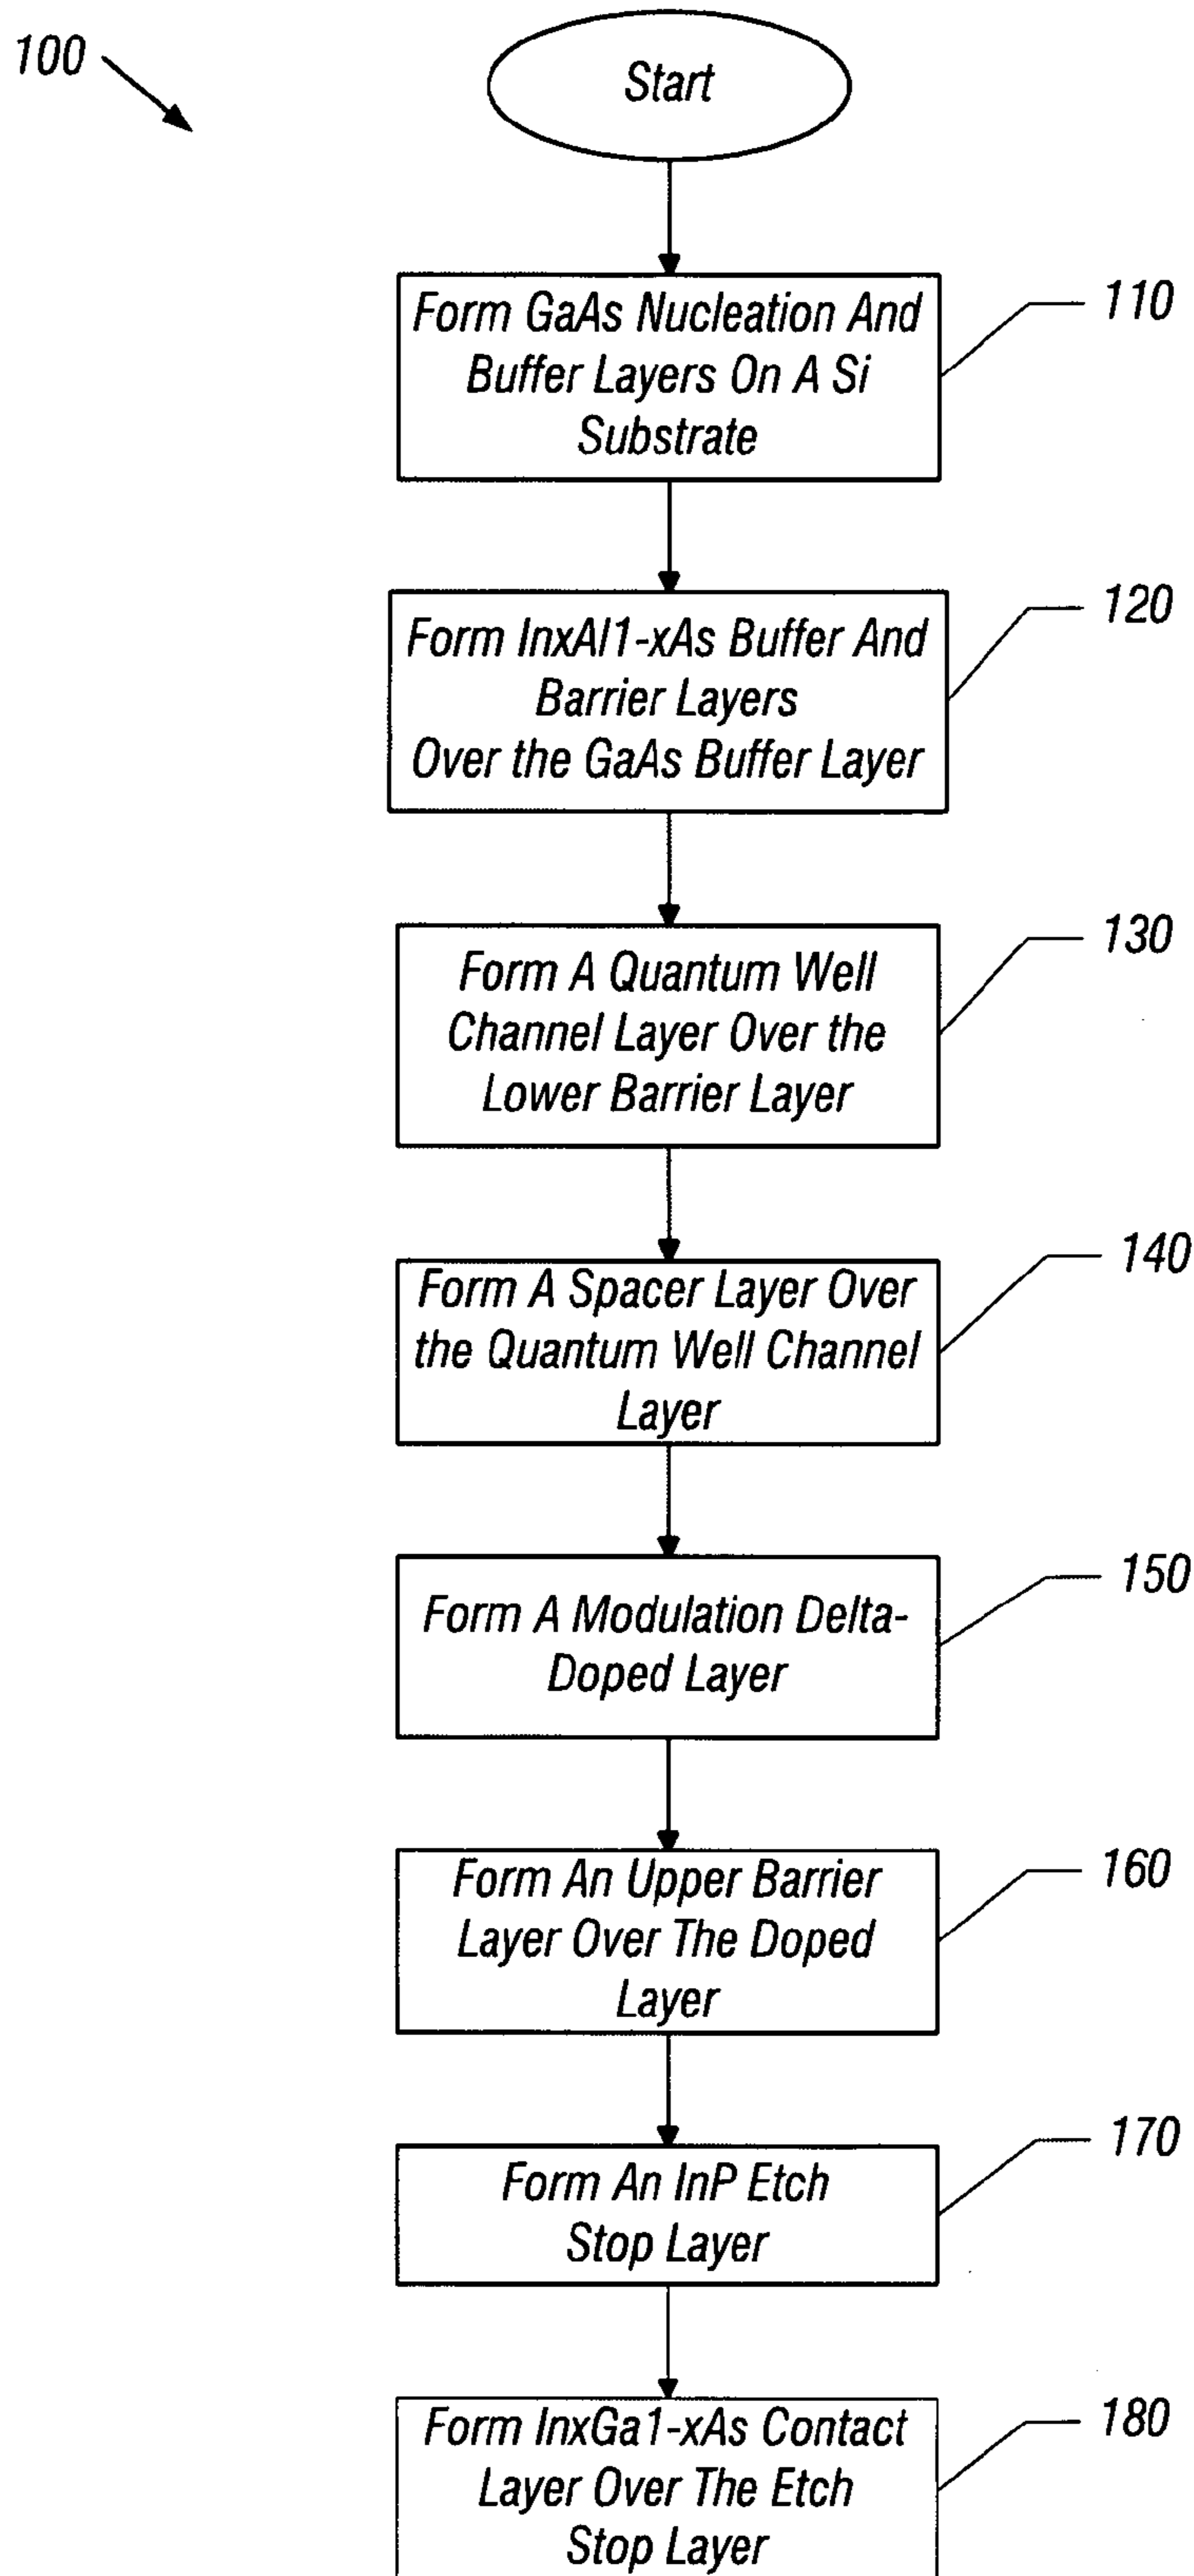 100
Start
Form GaAs Nucleation And
Buffer Layers On A Si
Substrate
110
Form InxAl1-xAs Buffer And
Barrier Layers
Over the GaAs Buffer Layer
120
Form A Quantum Well
Channel Layer Over the
Lower Barrier Layer
130
Form A Spacer Layer Over
the Quantum Well Channel
Layer
140
Form A Modulation Delta-
Doped Layer
150
Form An Upper Barrier
Layer Over The Doped
Layer
160
Form An InP Etch
Stop Layer
170
Form InxGa1-xAs Contact
Layer Over The Etch
Stop Layer
180